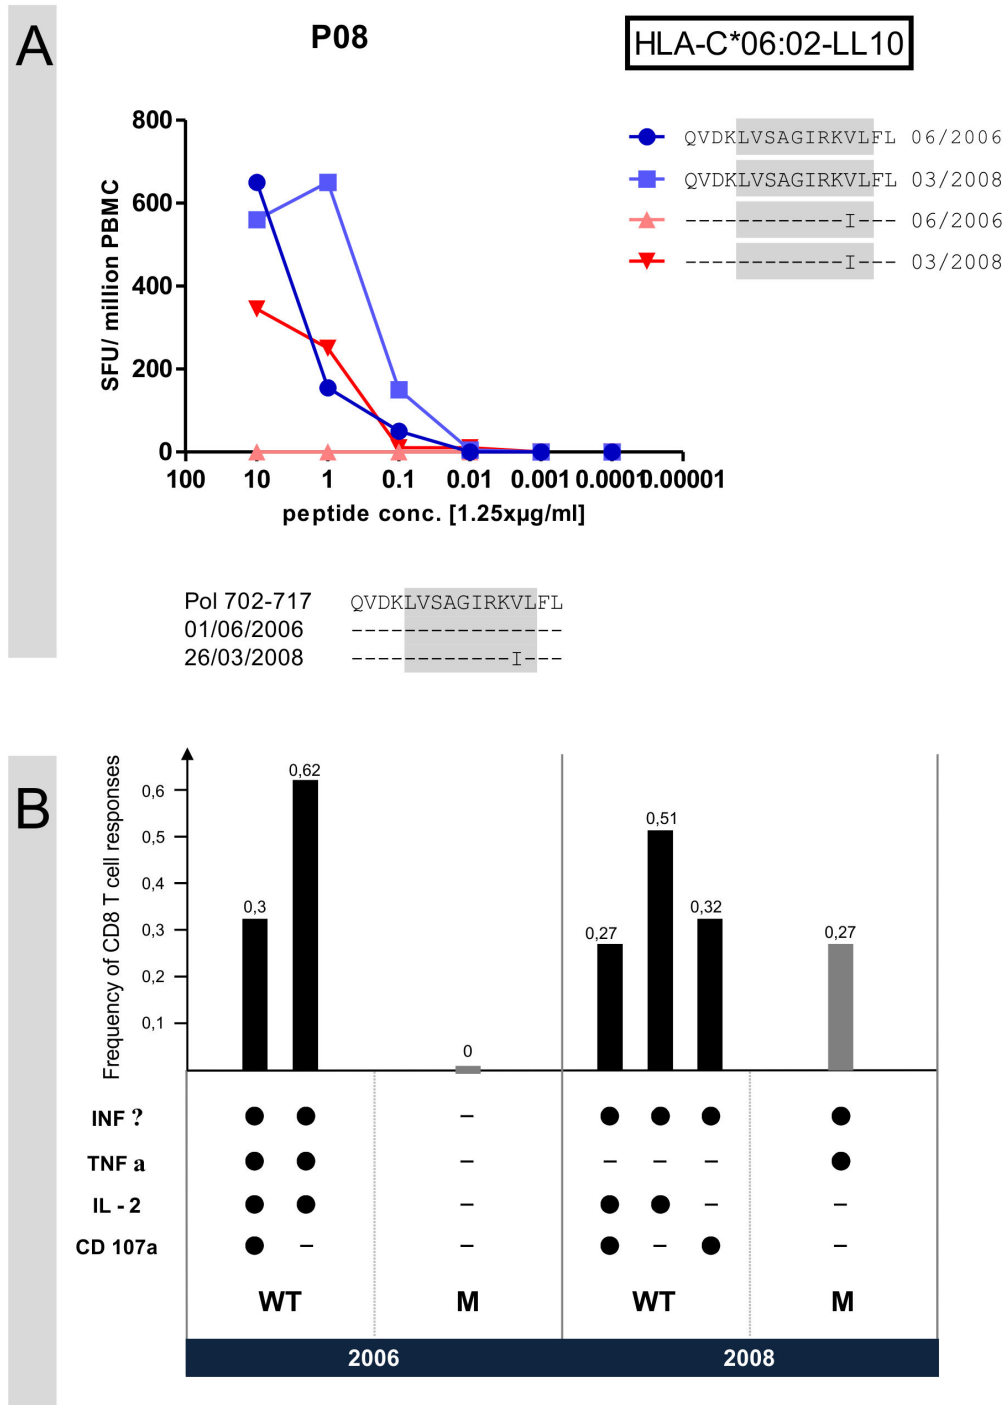 A
P08
HLA-C*06:02-LL10
800
600
400
200
0
SFU/ million PBMC
100 10 1 0.1 0.01 0.001 0.0001 0.00001
peptide conc. [1.25xµg/ml]
QVDKLVSAGIRKVLFL 06/2006
QVDKLVSAGIRKVLFL 03/2008
------------I--- 06/2006
------------I--- 03/2008
Pol 702-717 QVDKLVSAGIRKVLFL
01/06/2006 ----------------
26/03/2008 ------------I---
B
Frequency of CD8 T cell responses
0,6
0,5
0,4
0,3
0,2
0,1
0,3
0,62
0
0,27
0,51
0,32
0,27
INF ?
TNF a
IL - 2
CD 107a
WT M WT M
2006 2008